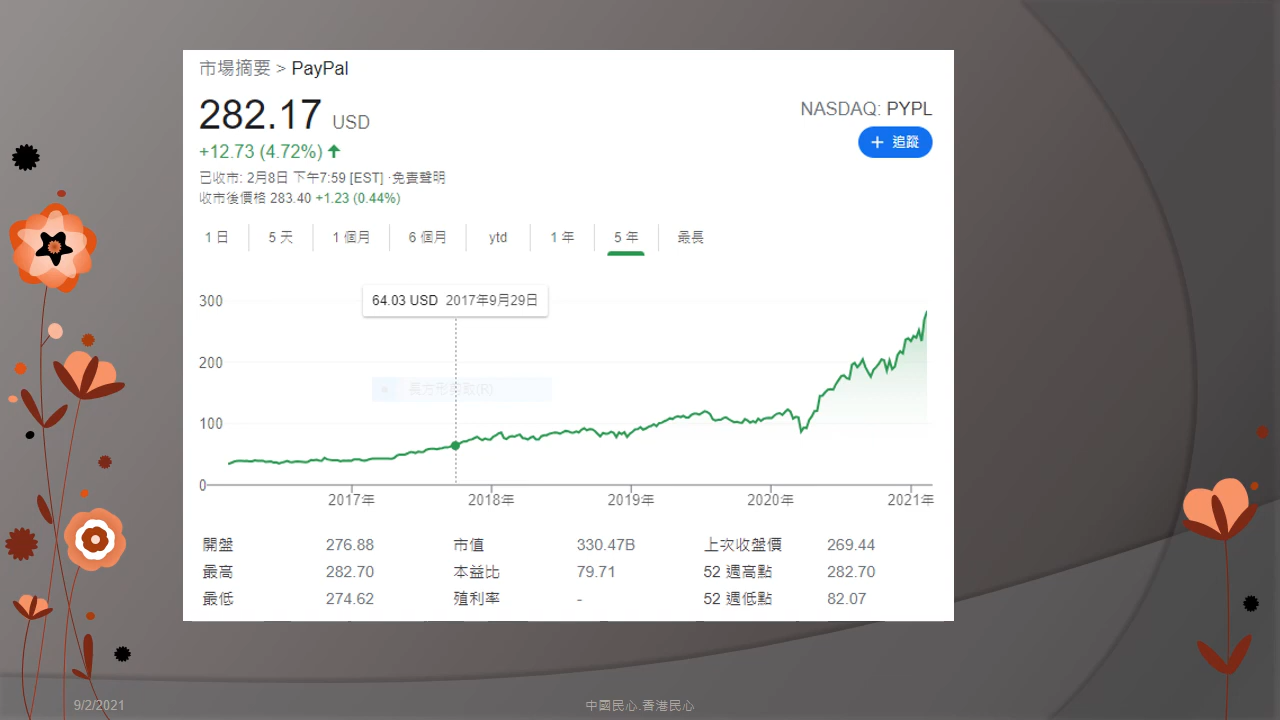 市場摘要 > PayPal
282.17 USD
NASDAQ: PYPL
+12.73 (4.72%)
+ 追蹤
已收市: 2月8日 下午7:59 [EST] ·免責聲明
收市後價格 283.40 +1.23 (0.44%)
1 日 5 天 1 個月 6 個月 ytd 1 年 5 年 最長
64.03 USD 2017年9月29日
300
200
100
0
2017年 2018年 2019年 2020年 2021年
開盤 276.88 市值 330.47B 上次收盤價 269.44
最高 282.70 本益比 79.71 52 週高點 282.70
最低 274.62 殖利率 - 52 週低點 82.07
9/2/2021 中國民心.香港民心